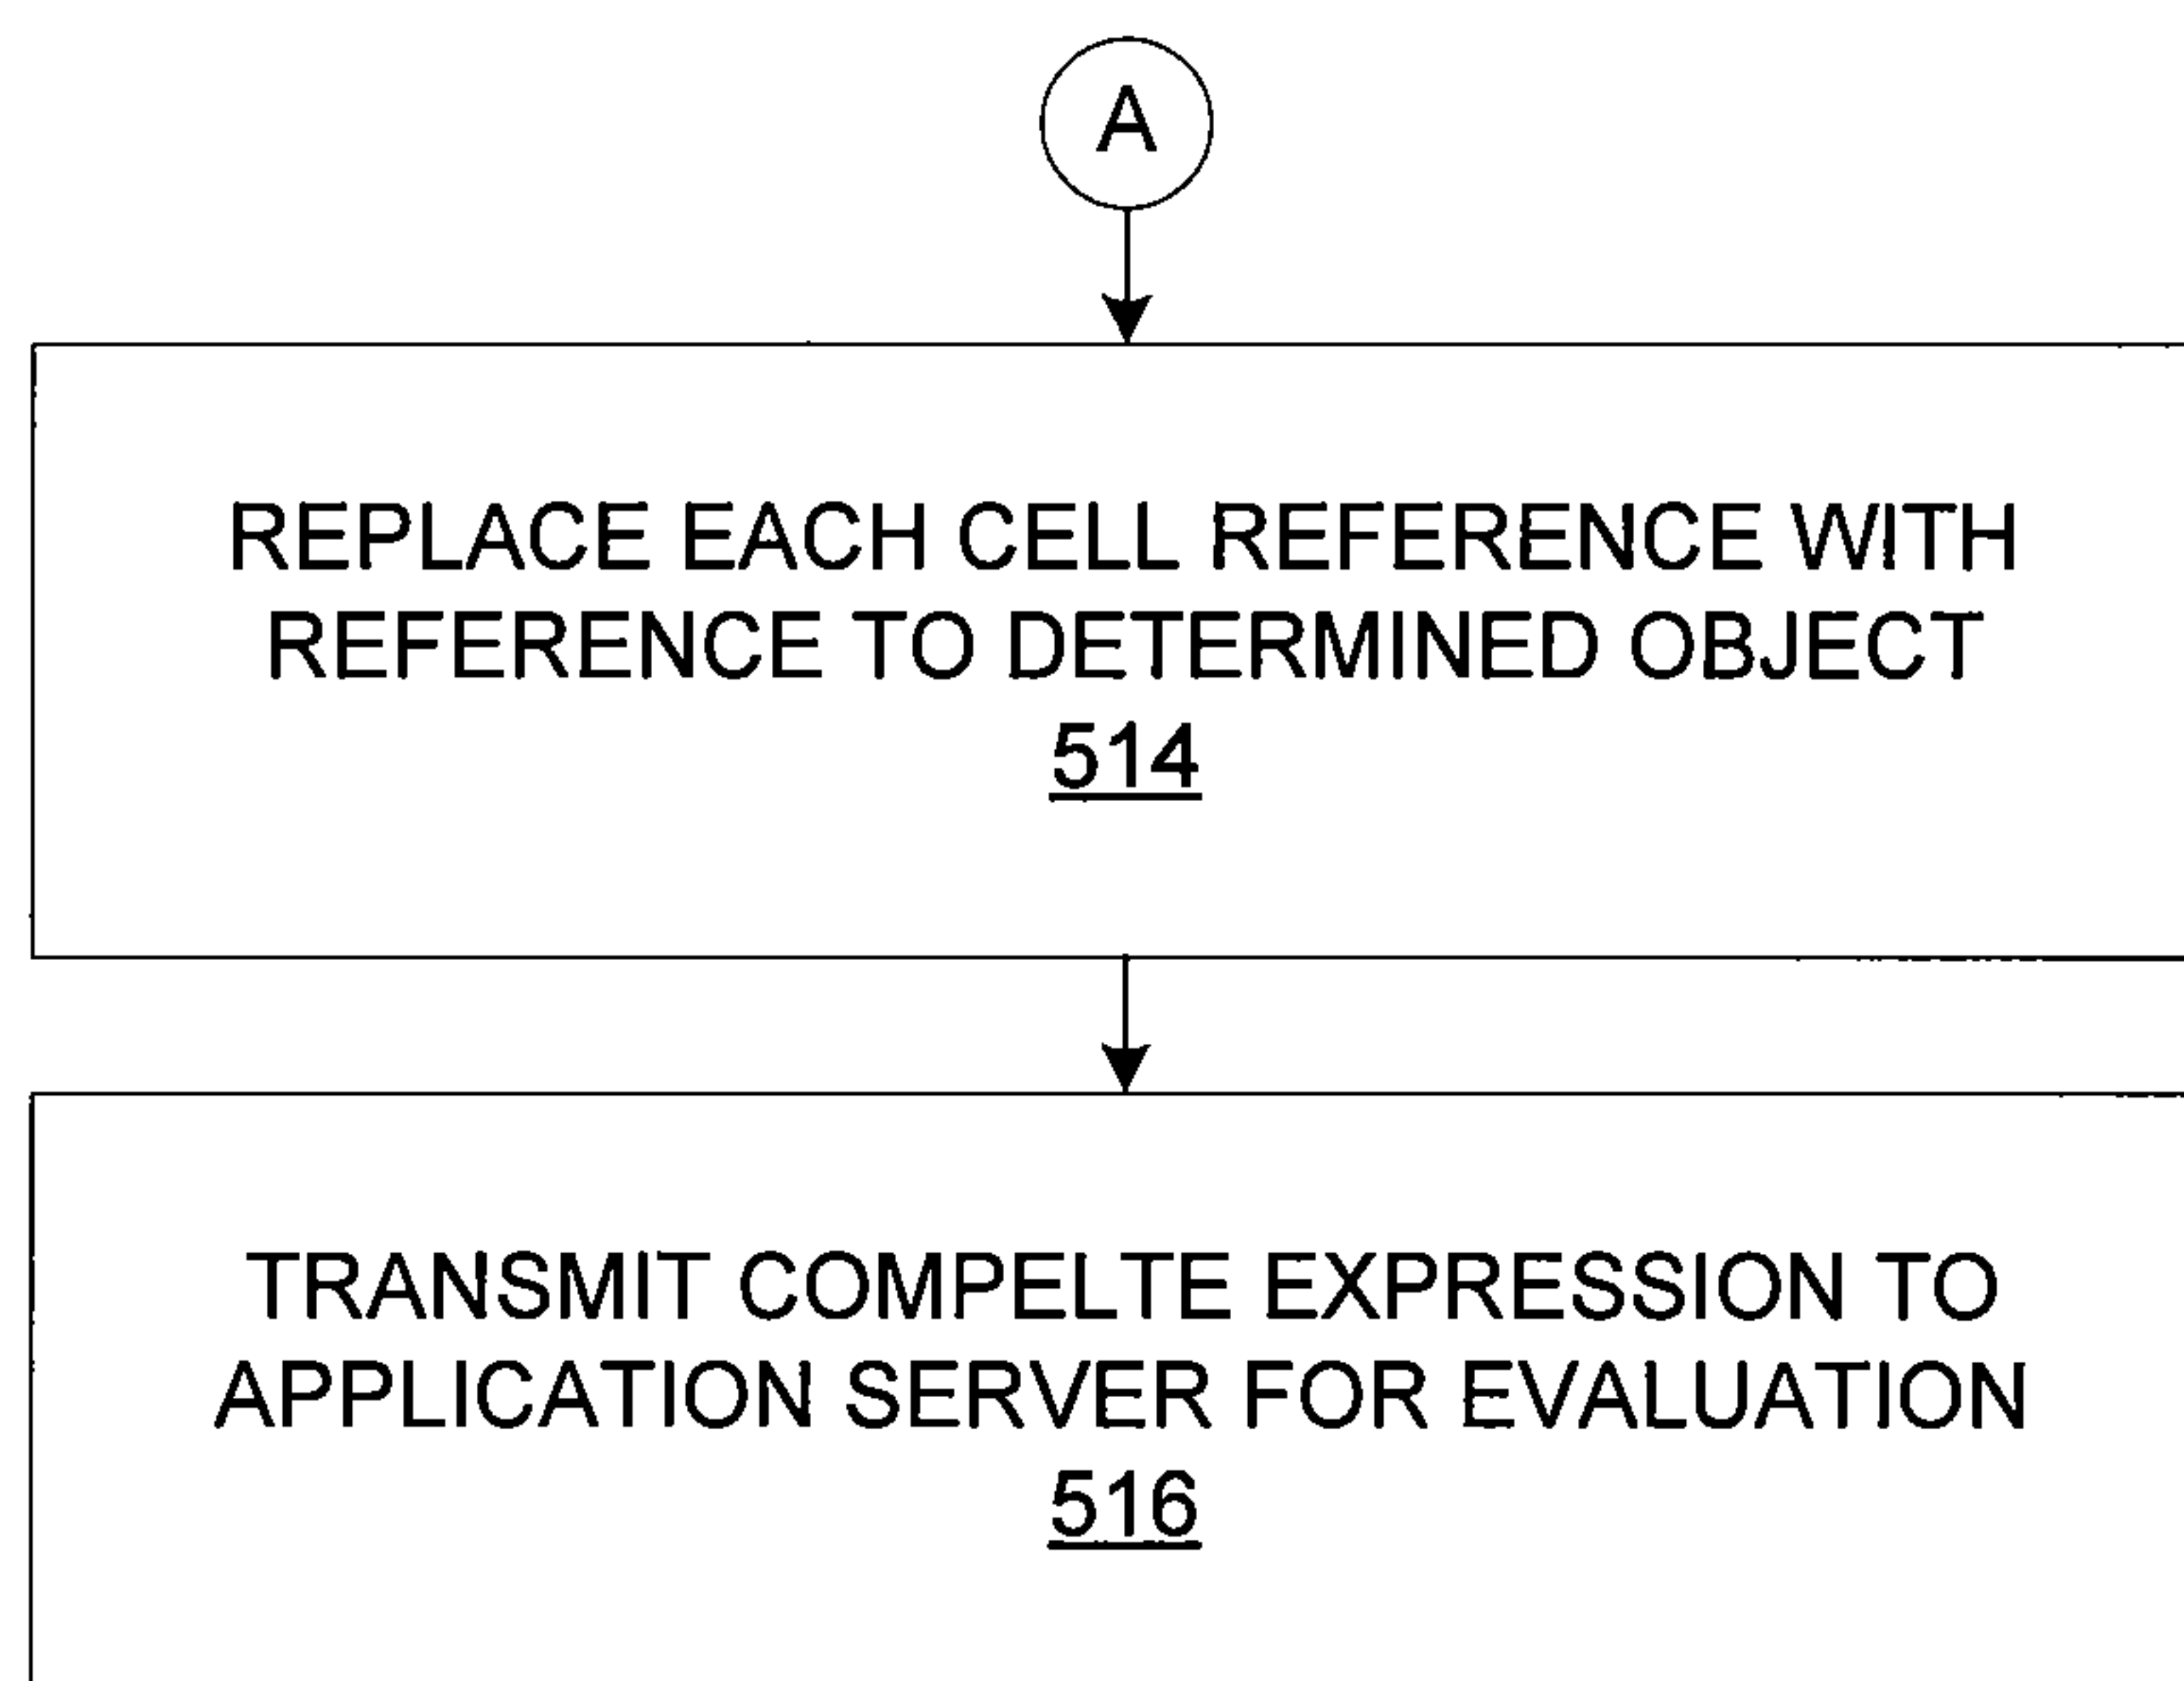 A
REPLACE EACH CELL REFERENCE WITH
REFERENCE TO DETERMINED OBJECT
514
TRANSMIT COMPELTE EXPRESSION TO
APPLICATION SERVER FOR EVALUATION
516